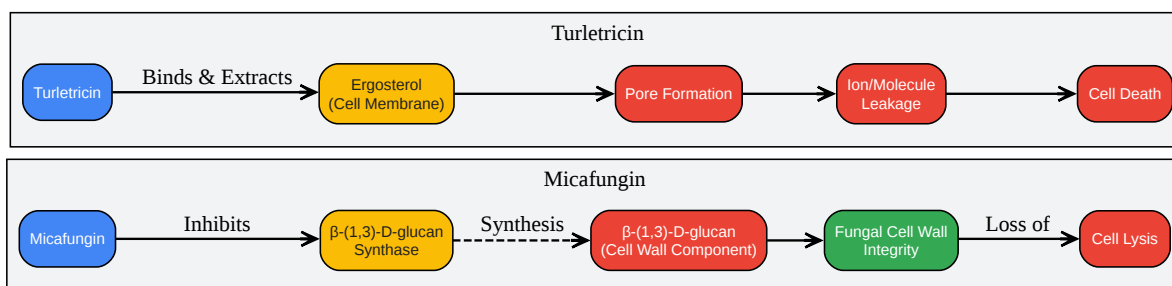 Turletricin
Turletricin
Binds & Extracts
Ergosterol
(Cell Membrane)
Pore Formation
Ion/Molecule
Leakage
Cell Death
Micafungin
Micafungin
Inhibits
β-(1,3)-D-glucan
Synthase
Synthesis
β-(1,3)-D-glucan
(Cell Wall Component)
Fungal Cell Wall
Integrity
Loss of
Cell Lysis